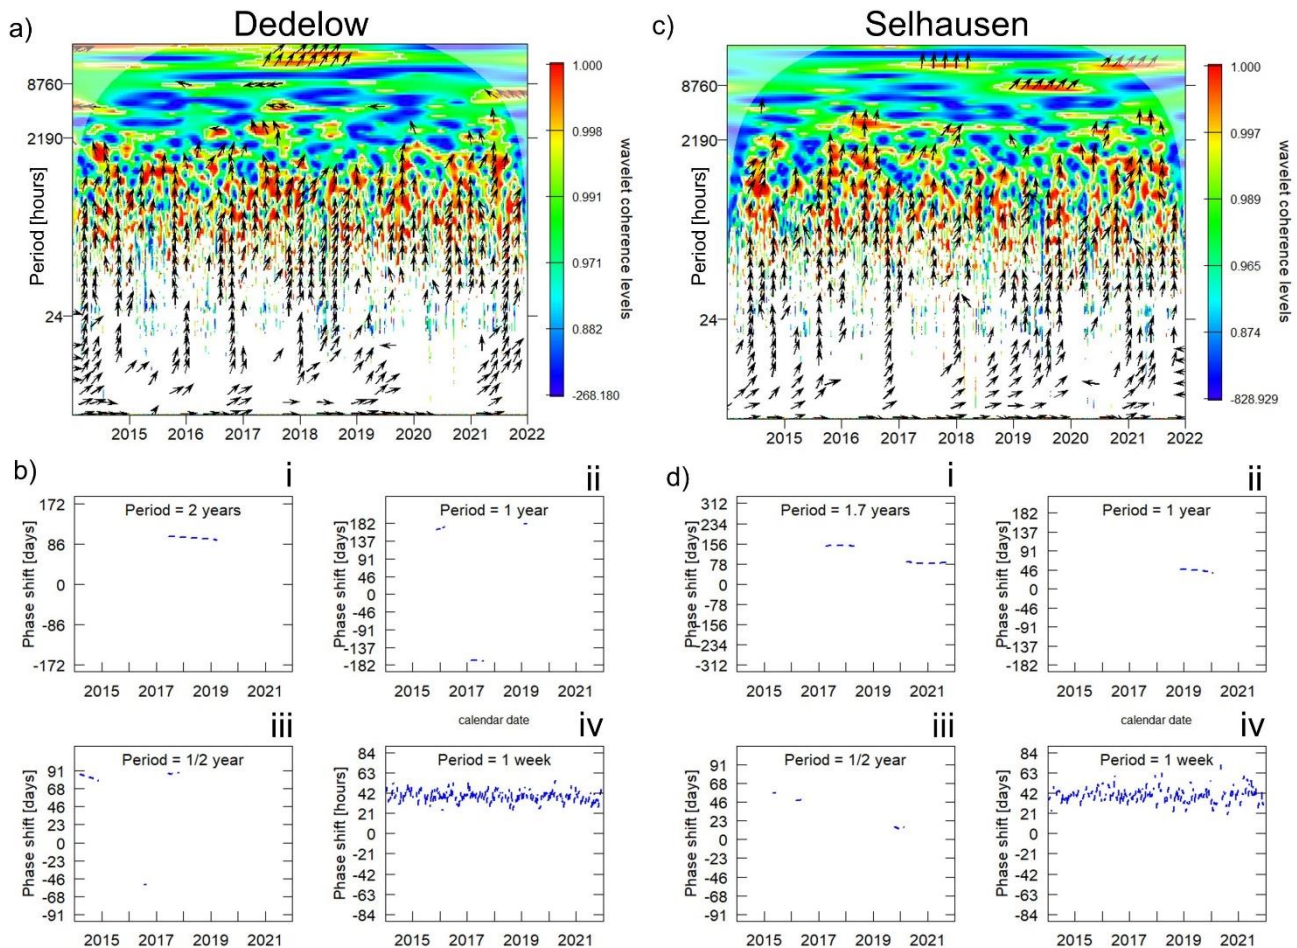 a)
Dedelow
8760
2190
24
Period [hours]
2015 2016 2017 2018 2019 2020 2021 2022
1.000
0.998
0.991
0.971
0.882
-268.180
wavelet coherence levels
c)
Selhausen
8760
2190
24
Period [hours]
2015 2016 2017 2018 2019 2020 2021 2022
1.000
0.997
0.989
0.965
0.874
-828.929
wavelet coherence levels
b)
i
Period = 2 years
Phase shift [days]
172
86
0
-86
-172
2015 2017 2019 2021
ii
Period = 1 year
Phase shift [days]
182
137
91
46
0
-46
-91
-137
-182
2015 2017 2019 2021
calendar date
iii
Period = 1/2 year
Phase shift [days]
91
68
46
23
0
-23
-46
-68
-91
2015 2017 2019 2021
iv
Period = 1 week
Phase shift [hours]
84
63
42
21
0
-21
-42
-63
-84
2015 2017 2019 2021
d)
i
Period = 1.7 years
Phase shift [days]
312
234
156
78
0
-78
-156
-234
-312
2015 2017 2019 2021
ii
Period = 1 year
Phase shift [days]
182
137
91
46
0
-46
-91
-137
-182
2015 2017 2019 2021
calendar date
iii
Period = 1/2 year
Phase shift [days]
91
68
46
23
0
-23
-46
-68
-91
2015 2017 2019 2021
iv
Period = 1 week
Phase shift [days]
84
63
42
21
0
-21
-42
-63
-84
2015 2017 2019 2021